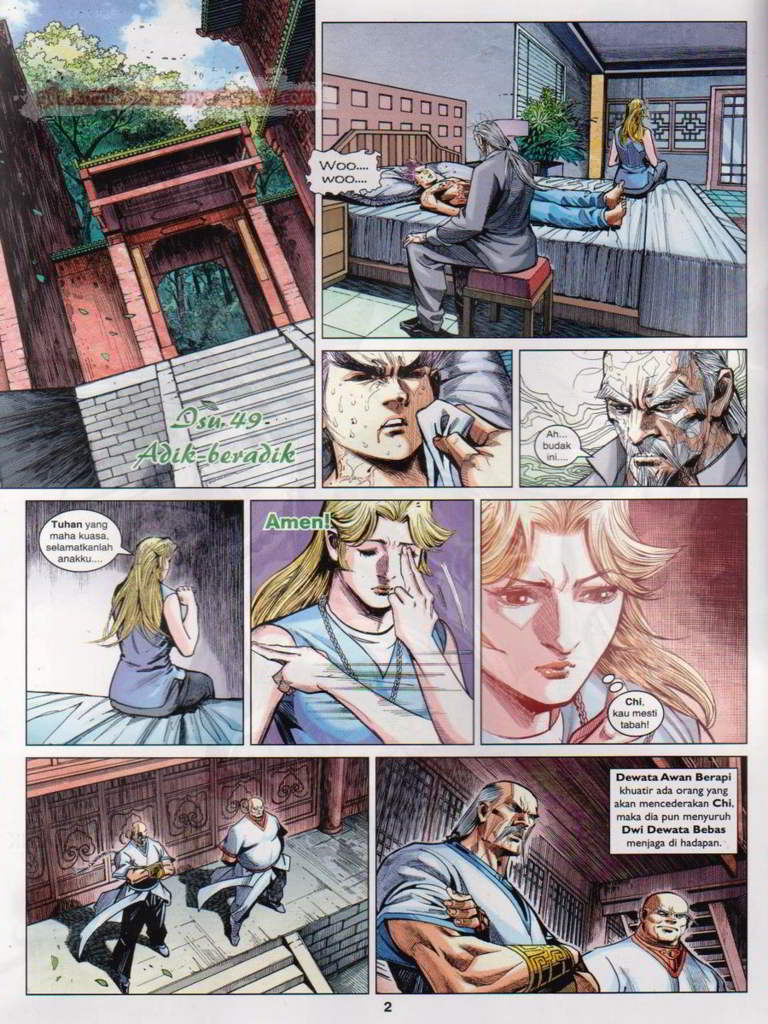 Woo....
woo....
Isu 49
Adik-beradik
Ah...
budak
ini....
Tuhan yang
maha kuasa,
selamatkanlah
anakku....
Amen!
Chi,
kau mesti
tabah!
Dewata Awan Berapi
khuatir ada orang yang
akan mencederakan Chi,
maka dia pun menyuruh
Dwi Dewata Bebas
menjaga di hadapan.
2